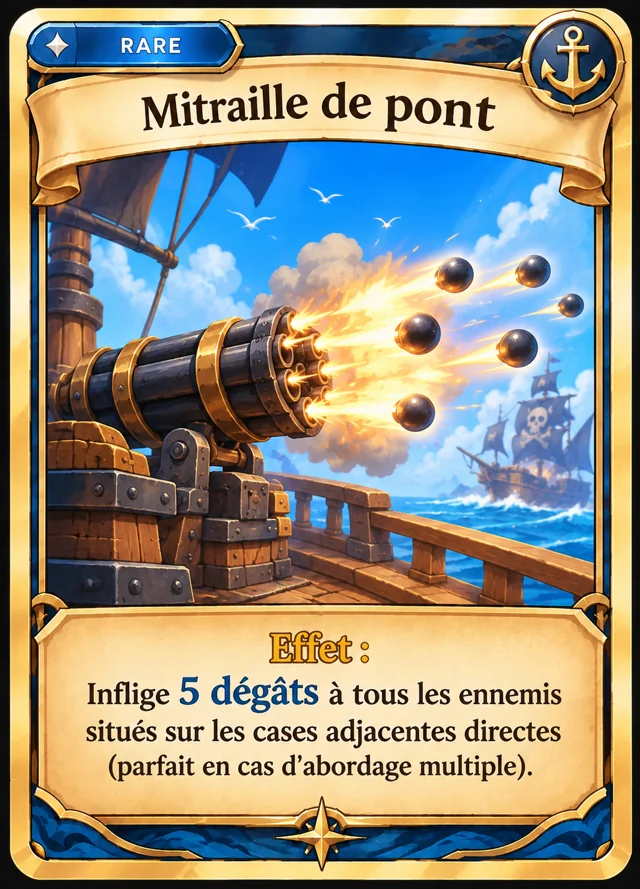 RARE
Mitraille de pont
Effet :
Inflige 5 dégâts à tous les ennemis
situés sur les cases adjacentes directes
(parfait en cas d'abordage multiple).